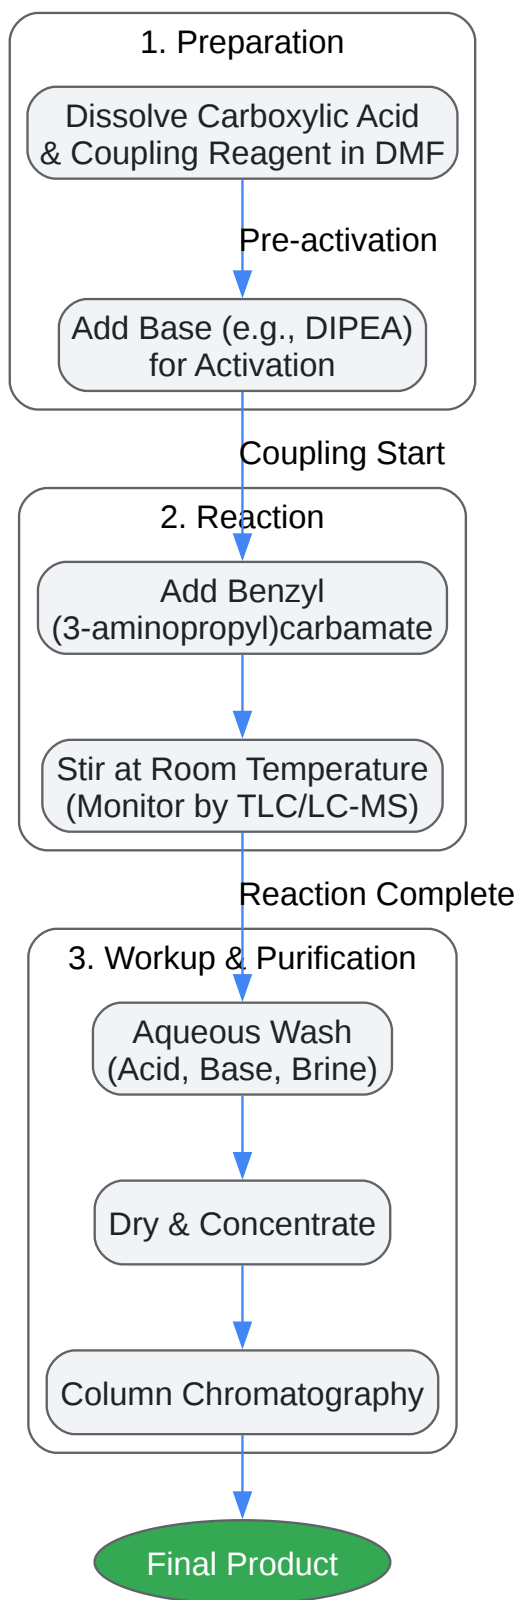 1. Preparation
Dissolve Carboxylic Acid
& Coupling Reagent in DMF
Pre-activation
Add Base (e.g., DIPEA)
for Activation
Coupling Start
2. Reaction
Add Benzyl
(3-aminopropyl)carbamate
Stir at Room Temperature
(Monitor by TLC/LC-MS)
Reaction Complete
3. Workup & Purification
Aqueous Wash
(Acid, Base, Brine)
Dry & Concentrate
Column Chromatography
Final Product